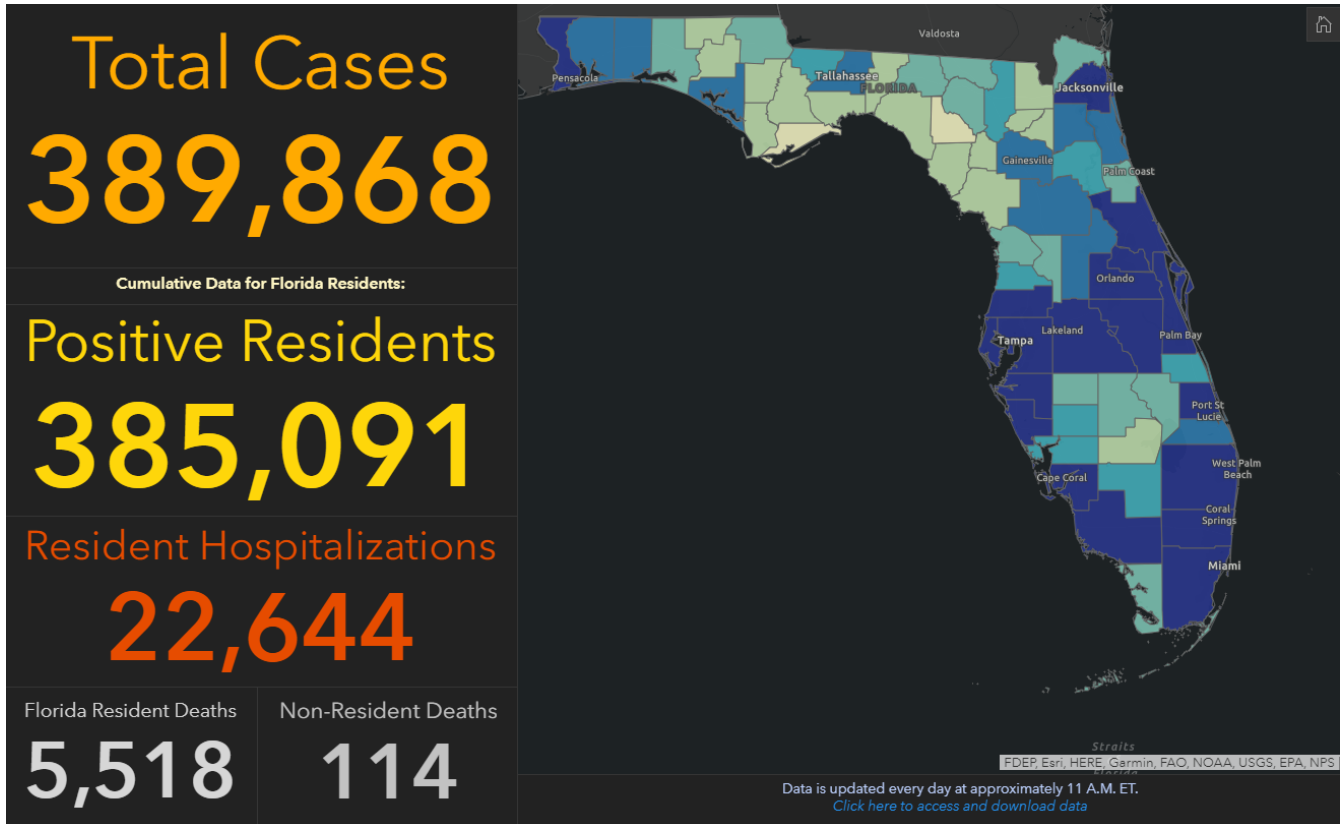 Total Cases
389,868
Cumulative Data for Florida Residents:
Positive Residents
385,091
Resident Hospitalizations
22,644
Florida Resident Deaths
5,518
Non-Resident Deaths
114
Valdosta
Pensacola
Tallahassee
FLORIDA
Jacksonville
Gainesville
Palm Coast
Orlando
Lakeland
Tampa
Palm Bay
Port St
Lucie
Cape Coral
West Palm
Beach
Coral
Springs
Miami
Straits
FDEP, Esri, HERE, Garmin, FAO, NOAA, USGS, EPA, NPS
Florida
Data is updated every day at approximately 11 A.M. ET.
Click here to access and download data